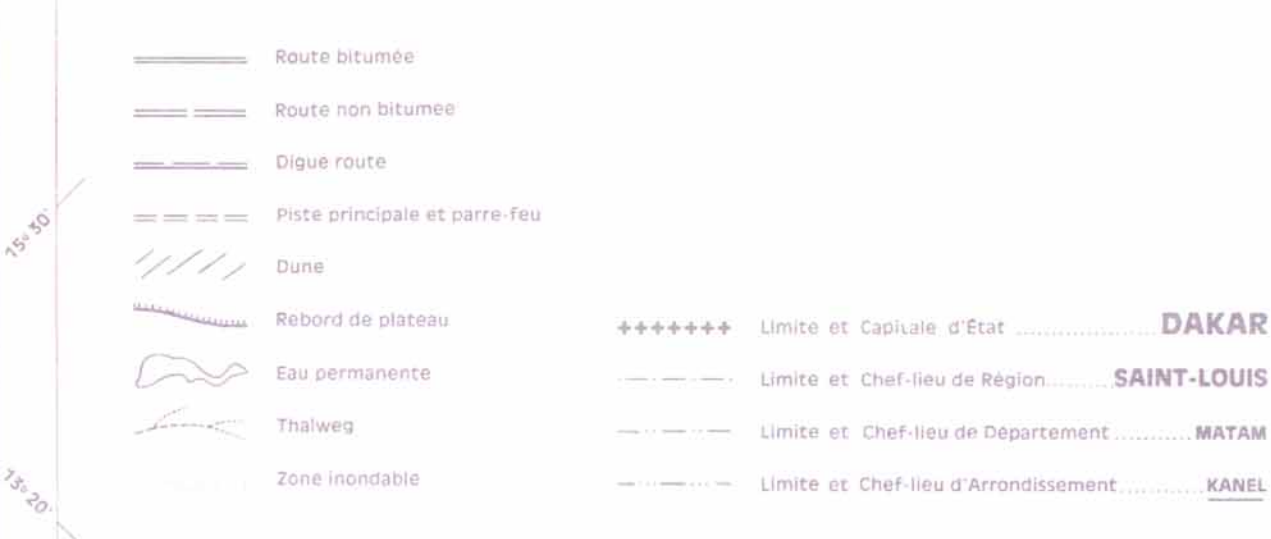 Route bitumée
Route non bitumee
Digue route
15° 30'
Piste principale et parre-feu
Dune
Rebord de plateau
Eau permanente
Thalweg
13° 20'
Zone inondable
Limite et Capitale d'État .................. DAKAR
Limite et Chef-lieu de Région ......... SAINT-LOUIS
Limite et Chef-lieu de Département ........... MATAM
Limite et Chef-lieu d'Arrondissement ............ KANEL